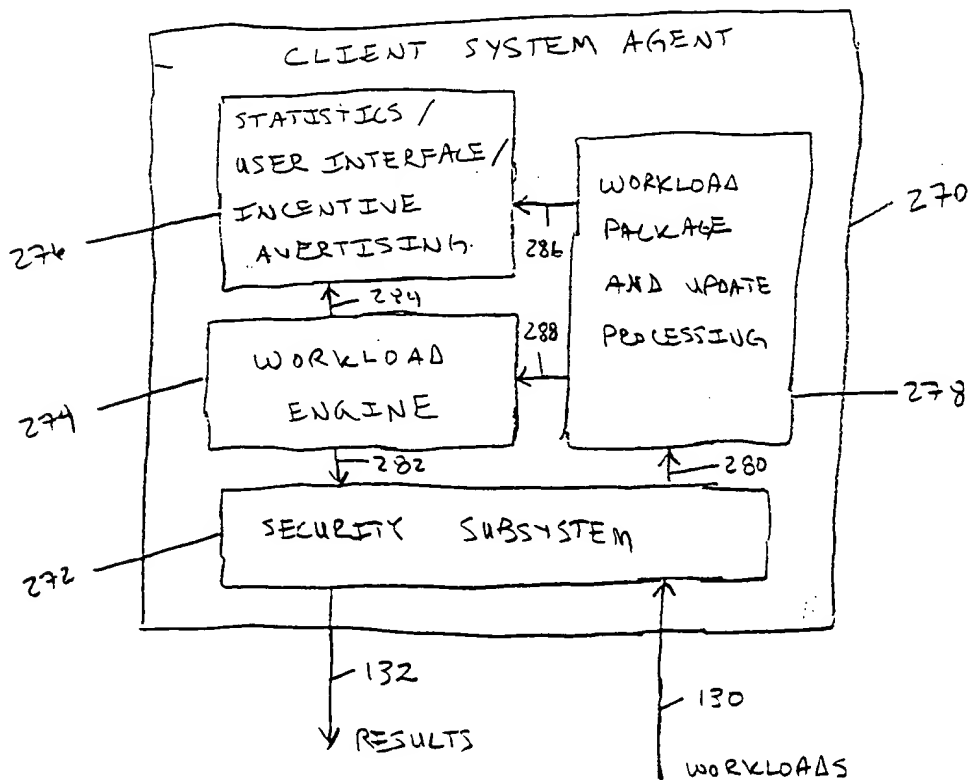 CLIENT SYSTEM AGENT
STATISTICS /
USER INTERFACE /
INCENTIVE
AVERTISING
276
284
286
WORKLOAD
PACKAGE
AND UPDATE
PROCESSING
270
288
278
WORKLOAD
ENGINE
274
282
280
SECURITY SUBSYSTEM
272
132
RESULTS
130
WORKLOADS